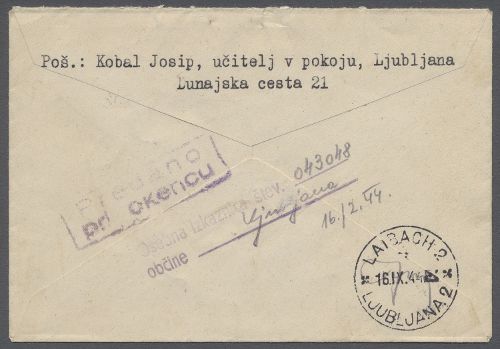 Poš.: Kobal Josip, učitelj v pokoju, Ljubljana
Dunajska cesta 21
Predano
pri okencu
Osebna izkaznica štev. 043048
občine Ljubljana
16./2. 44.
LAIBACH 2
16.IX.44
LJUBLJANA 2